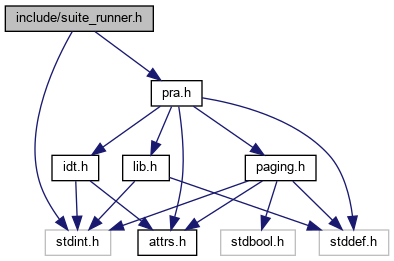 include/suite_runner.h
pra.h
idt.h
lib.h
paging.h
stdint.h
attrs.h
stdbool.h
stddef.h